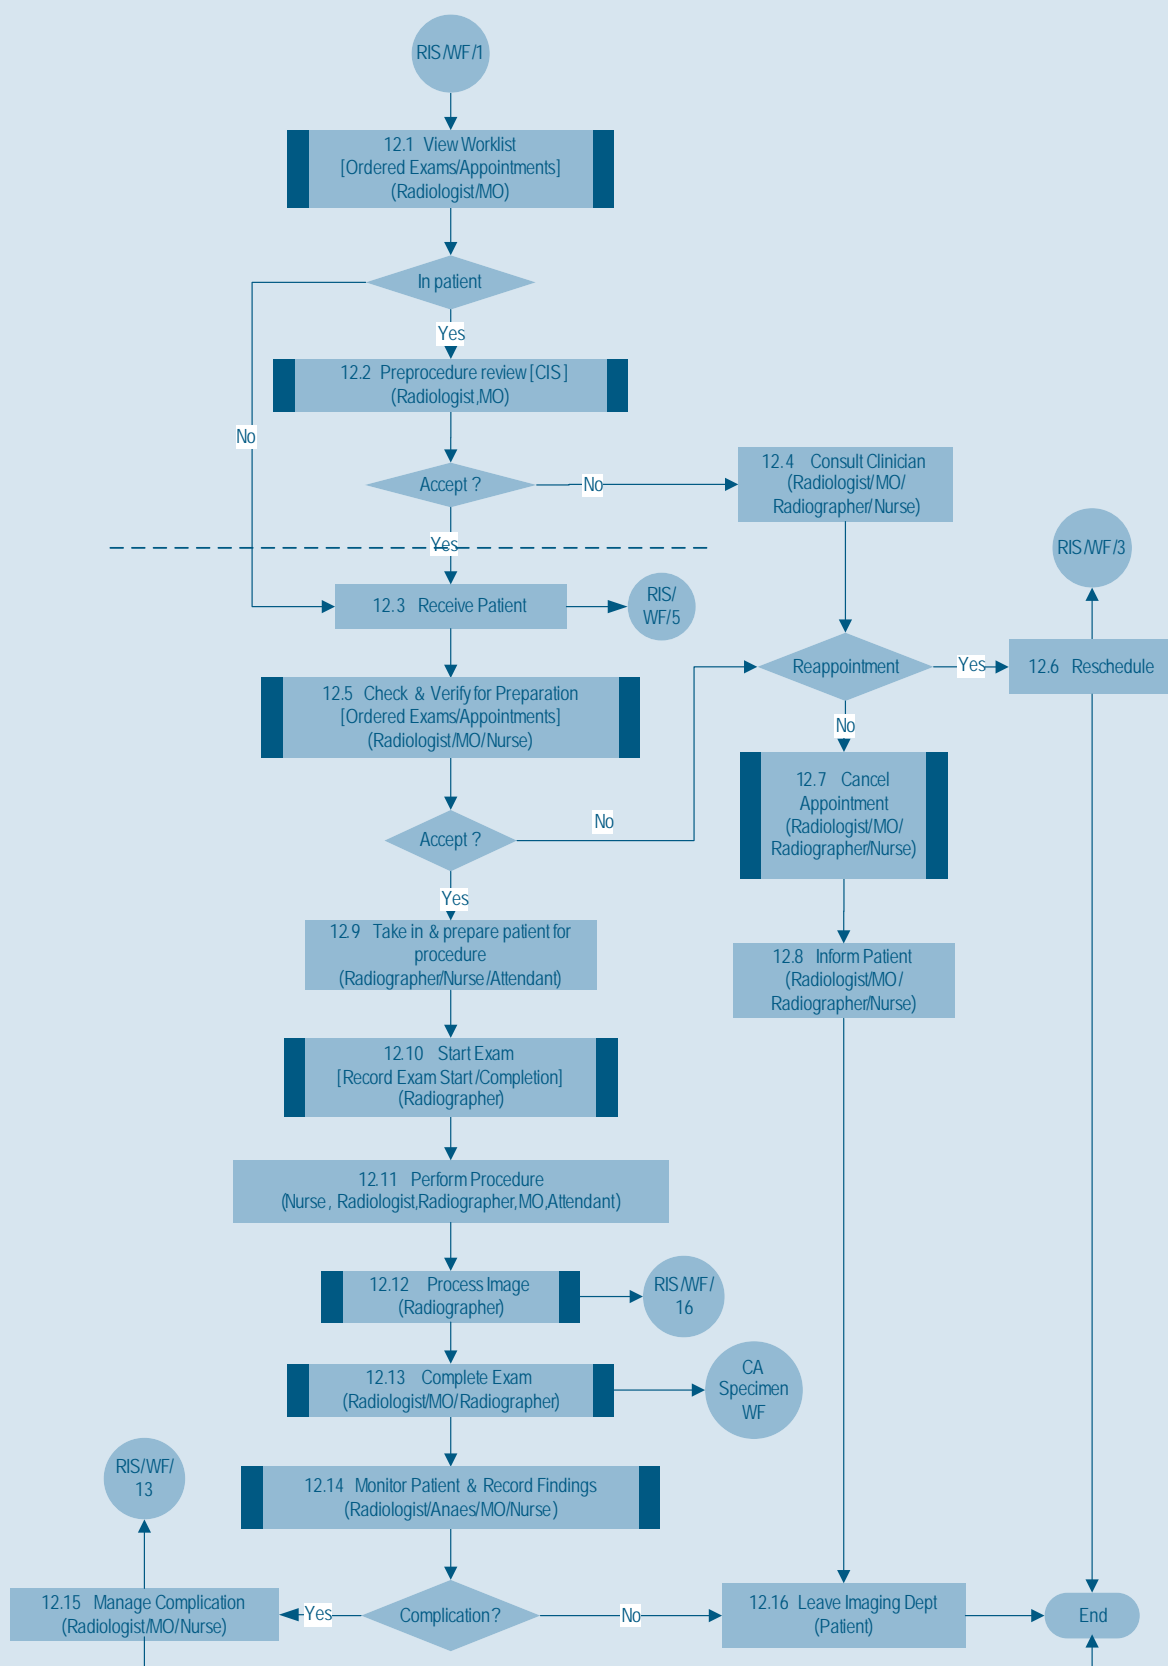 RIS/WF/1
12.1 View Worklist
[Ordered Exams/Appointments]
(Radiologist/MO)
In patient
Yes
12.2 Preprocedure review [CIS]
(Radiologist,MO)
No
Accept ?
No
12.4 Consult Clinician
(Radiologist/MO/
Radiographer/Nurse)
Yes
RIS/WF/3
12.3 Receive Patient
RIS/
WF/5
Reappointment
Yes
12.6 Reschedule
12.5 Check & Verify for Preparation
[Ordered Exams/Appointments]
(Radiologist/MO/Nurse)
No
12.7 Cancel
Appointment
(Radiologist/MO/
Radiographer/Nurse)
Accept ?
No
Yes
12.9 Take in & prepare patient for
procedure
(Radiographer/Nurse/Attendant)
12.8 Inform Patient
(Radiologist/MO/
Radiographer/Nurse)
12.10 Start Exam
[Record Exam Start/Completion]
(Radiographer)
12.11 Perform Procedure
(Nurse, Radiologist,Radiographer,MO,Attendant)
12.12 Process Image
(Radiographer)
RIS/WF/
16
12.13 Complete Exam
(Radiologist/MO/Radiographer)
CA
Specimen
WF
RIS/WF/
13
12.14 Monitor Patient & Record Findings
(Radiologist/Anaes/MO/Nurse)
12.15 Manage Complication
(Radiologist/MO/Nurse)
Yes
Complication?
No
12.16 Leave Imaging Dept
(Patient)
End